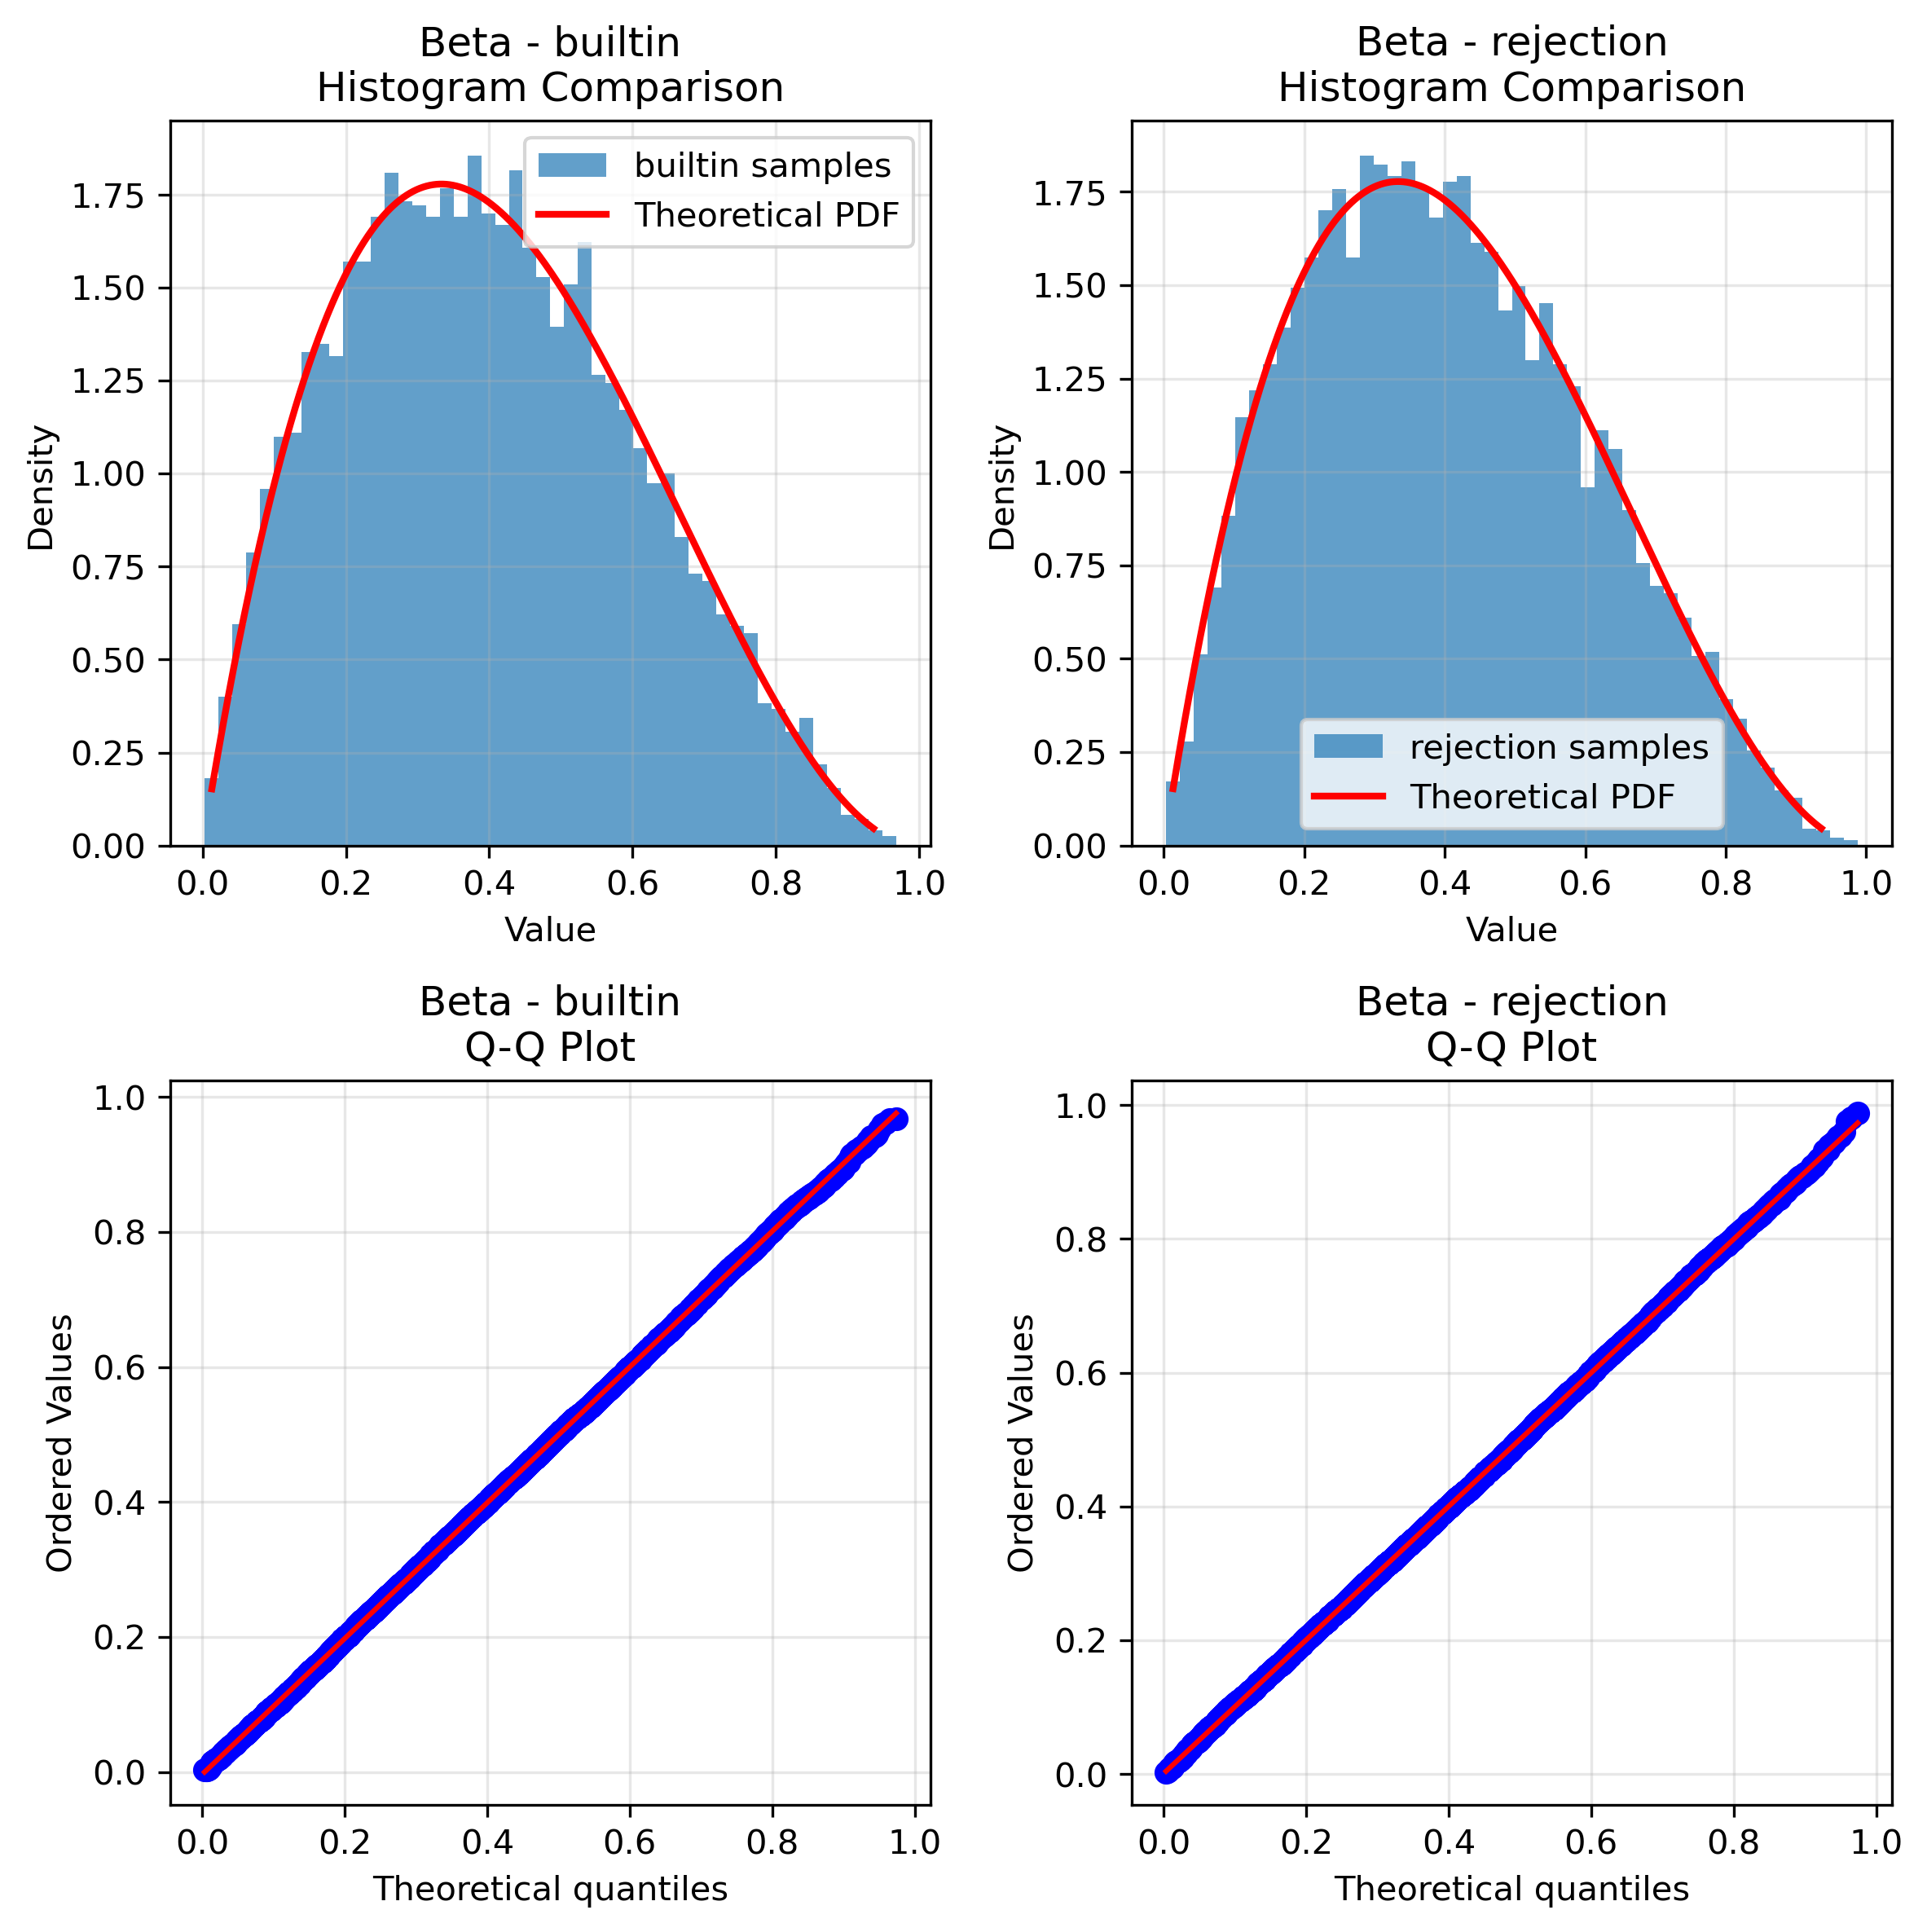 Beta - builtin
Histogram Comparison
Density
1.75
1.50
1.25
1.00
0.75
0.50
0.25
0.00
builtin samples
Theoretical PDF
0.0 0.2 0.4 0.6 0.8 1.0
Value
Beta - rejection
Histogram Comparison
Density
1.75
1.50
1.25
1.00
0.75
0.50
0.25
0.00
rejection samples
Theoretical PDF
0.0 0.2 0.4 0.6 0.8 1.0
Value
Beta - builtin
Q-Q Plot
Ordered Values
1.0
0.8
0.6
0.4
0.2
0.0
0.0 0.2 0.4 0.6 0.8 1.0
Theoretical quantiles
Beta - rejection
Q-Q Plot
Ordered Values
1.0
0.8
0.6
0.4
0.2
0.0
0.0 0.2 0.4 0.6 0.8 1.0
Theoretical quantiles